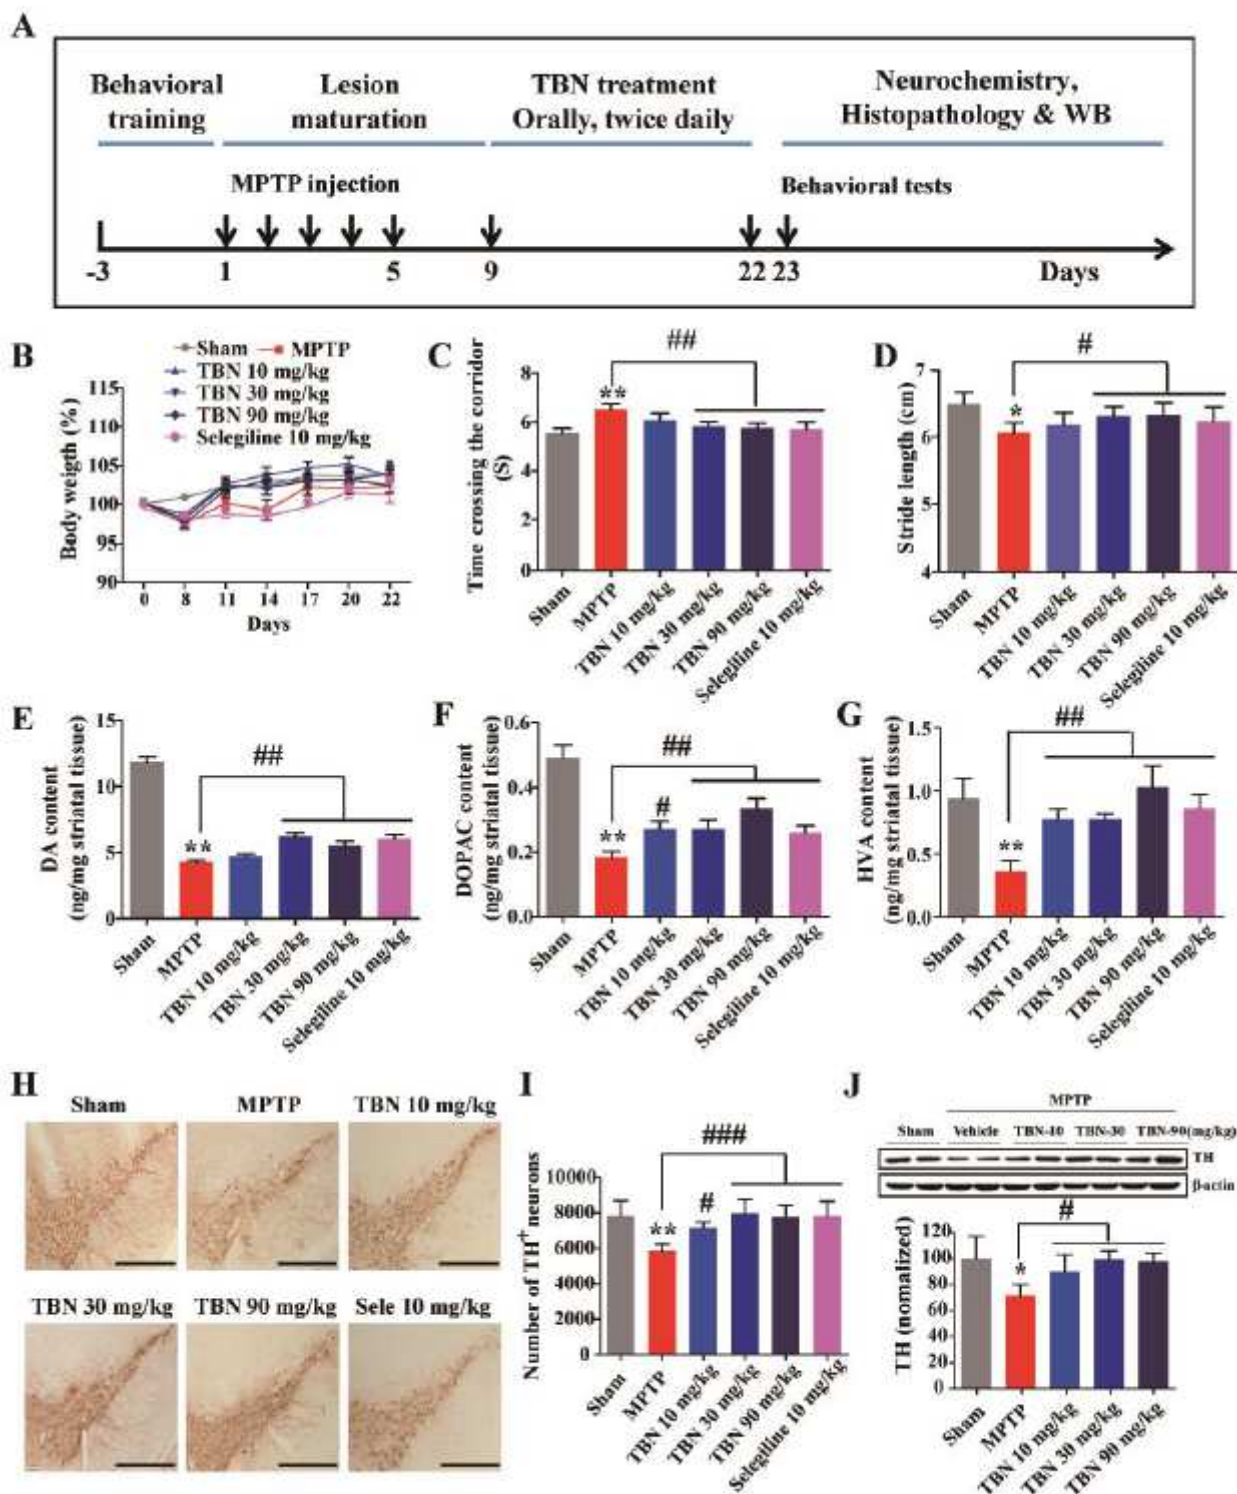 A
Behavioral
training
Lesion
maturation
TBN treatment
Orally, twice daily
Neurochemistry,
Histopathology & WB
MPTP injection
Behavioral tests
-3
1
5
9
22 23
Days
B
Sham MPTP
TBN 10 mg/kg
TBN 30 mg/kg
TBN 90 mg/kg
Selegiline 10 mg/kg
Body weigth (%)
115
110
105
100
95
90
0 8 11 14 17 20 22
Days
C
##
**
Time crossing the corridor
(S)
8
6
4
2
0
Sham
MPTP
TBN 10 mg/kg
TBN 30 mg/kg
TBN 90 mg/kg
Selegiline 10 mg/kg
D
#
*
Stride length (cm)
7
6
5
4
Sham
MPTP
TBN 10 mg/kg
TBN 30 mg/kg
TBN 90 mg/kg
Selegiline 10 mg/kg
E
##
**
DA content
(ng/mg striatal tissue)
15
10
5
0
Sham
MPTP
TBN 10 mg/kg
TBN 30 mg/kg
TBN 90 mg/kg
Selegiline 10 mg/kg
F
##
#
**
DOPAC content
(ng/mg striatal tissue)
0.6
0.4
0.2
0.0
Sham
MPTP
TBN 10 mg/kg
TBN 30 mg/kg
TBN 90 mg/kg
Selegiline 10 mg/kg
G
##
**
HVA content
(ng/mg striatal tissue)
1.5
1.0
0.5
0.0
Sham
MPTP
TBN 10 mg/kg
TBN 30 mg/kg
TBN 90 mg/kg
Selegiline 10 mg/kg
H
Sham MPTP TBN 10 mg/kg
TBN 30 mg/kg TBN 90 mg/kg Sele 10 mg/kg
I
###
#
**
Number of TH+ neurons
10000
8000
6000
4000
2000
0
Sham
MPTP
TBN 10 mg/kg
TBN 30 mg/kg
TBN 90 mg/kg
Selegiline 10 mg/kg
J
MPTP
Sham Vehicle TBN-10 TBN-30 TBN-90(mg/kg)
TH
β-actin
#
*
TH (nomalized)
120
100
80
60
40
20
0
Sham
MPTP
TBN 10 mg/kg
TBN 30 mg/kg
TBN 90 mg/kg